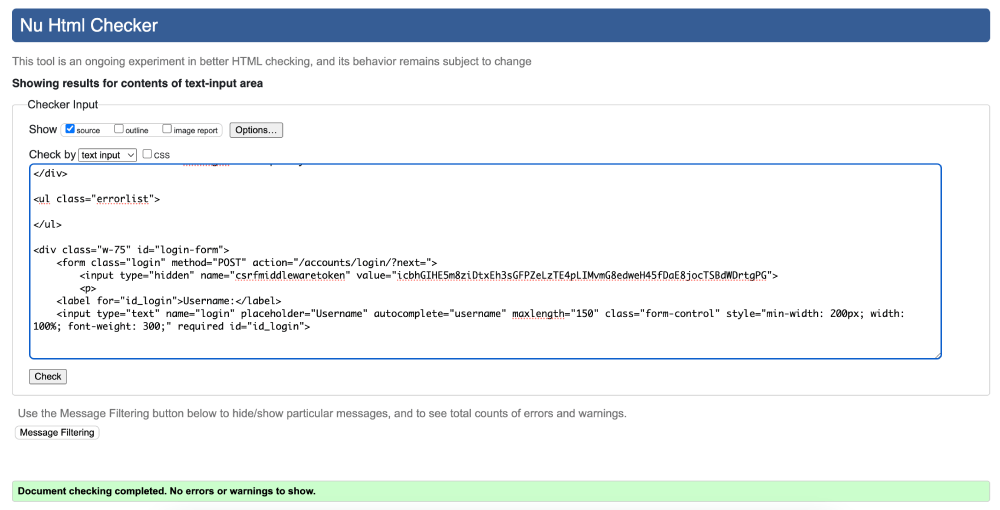 Nu Html Checker
This tool is an ongoing experiment in better HTML checking, and its behavior remains subject to change
Showing results for contents of text-input area
Checker Input
Show source outline image report Options...
Check by text input css
</div>
<ul class="errorlist">
</ul>
<div class="w-75" id="login-form">
<form class="login" method="POST" action="/accounts/login/?next=">
<input type="hidden" name="csrfmiddlewaretoken" value="icbhGIHE5m8ziDtxEh3sGFPZeLzTE4pLIMvmG8edweH45fDaE8jocTSBdWDrtgPG">
<p>
<label for="id_login">Username:</label>
<input type="text" name="login" placeholder="Username" autocomplete="username" maxlength="150" class="form-control" style="min-width: 200px; width:
100%; font-weight: 300;" required id="id_login">
Check
Use the Message Filtering button below to hide/show particular messages, and to see total counts of errors and warnings.
Message Filtering
Document checking completed. No errors or warnings to show.